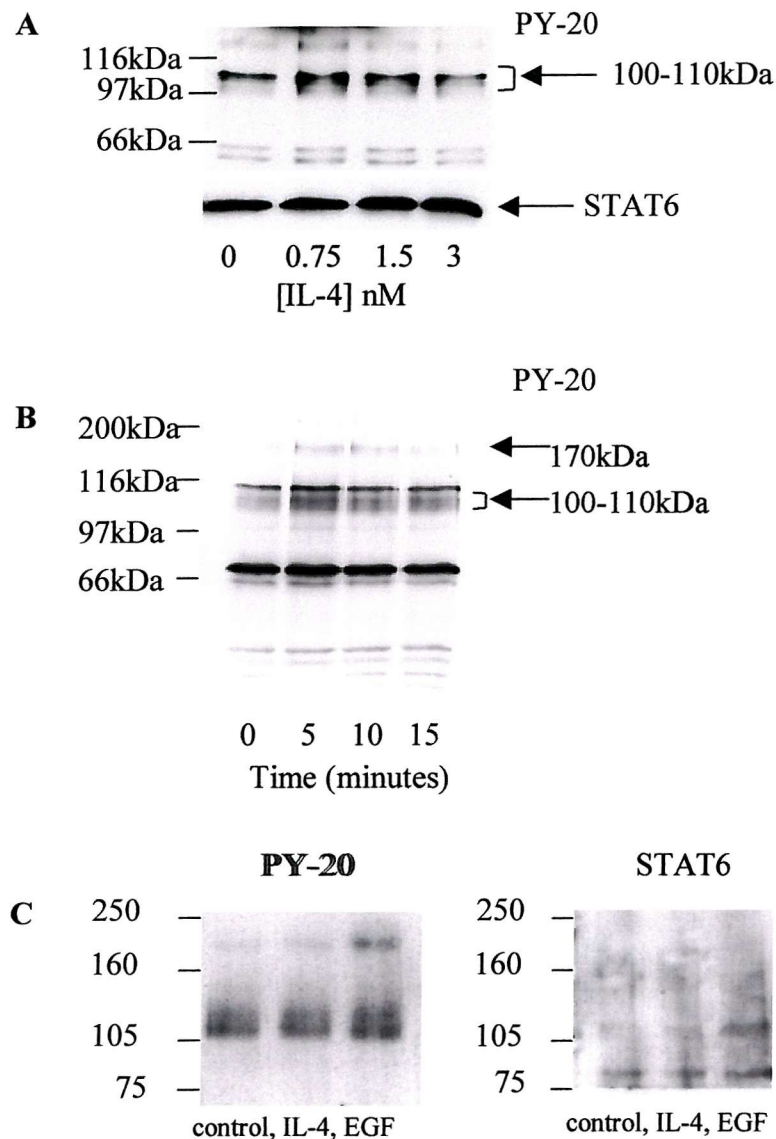 A
PY-20
116kDa
97kDa
66kDa
100-110kDa
STAT6
0 0.75 1.5 3
[IL-4] nM
B
PY-20
200kDa
170kDa
116kDa
100-110kDa
97kDa
66kDa
0 5 10 15
Time (minutes)
C
PY-20
250
160
105
75
control, IL-4, EGF
STAT6
250
160
105
75
control, IL-4, EGF